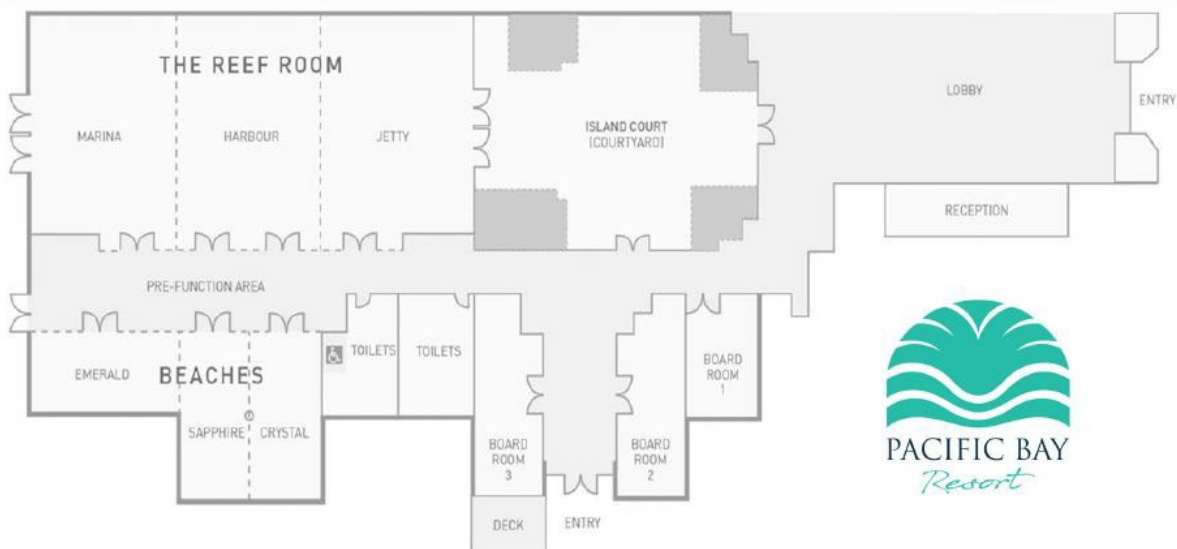 THE REEF ROOM
MARINA
HARBOUR
JETTY
ISLAND COURT
(COURTYARD)
LOBBY
ENTRY
RECEPTION
PRE-FUNCTION AREA
EMERALD
BEACHES
SAPPHIRE
CRYSTAL
TOILETS
TOILETS
BOARD
ROOM
3
BOARD
ROOM
2
BOARD
ROOM
1
DECK
ENTRY
PACIFIC BAY
Resort